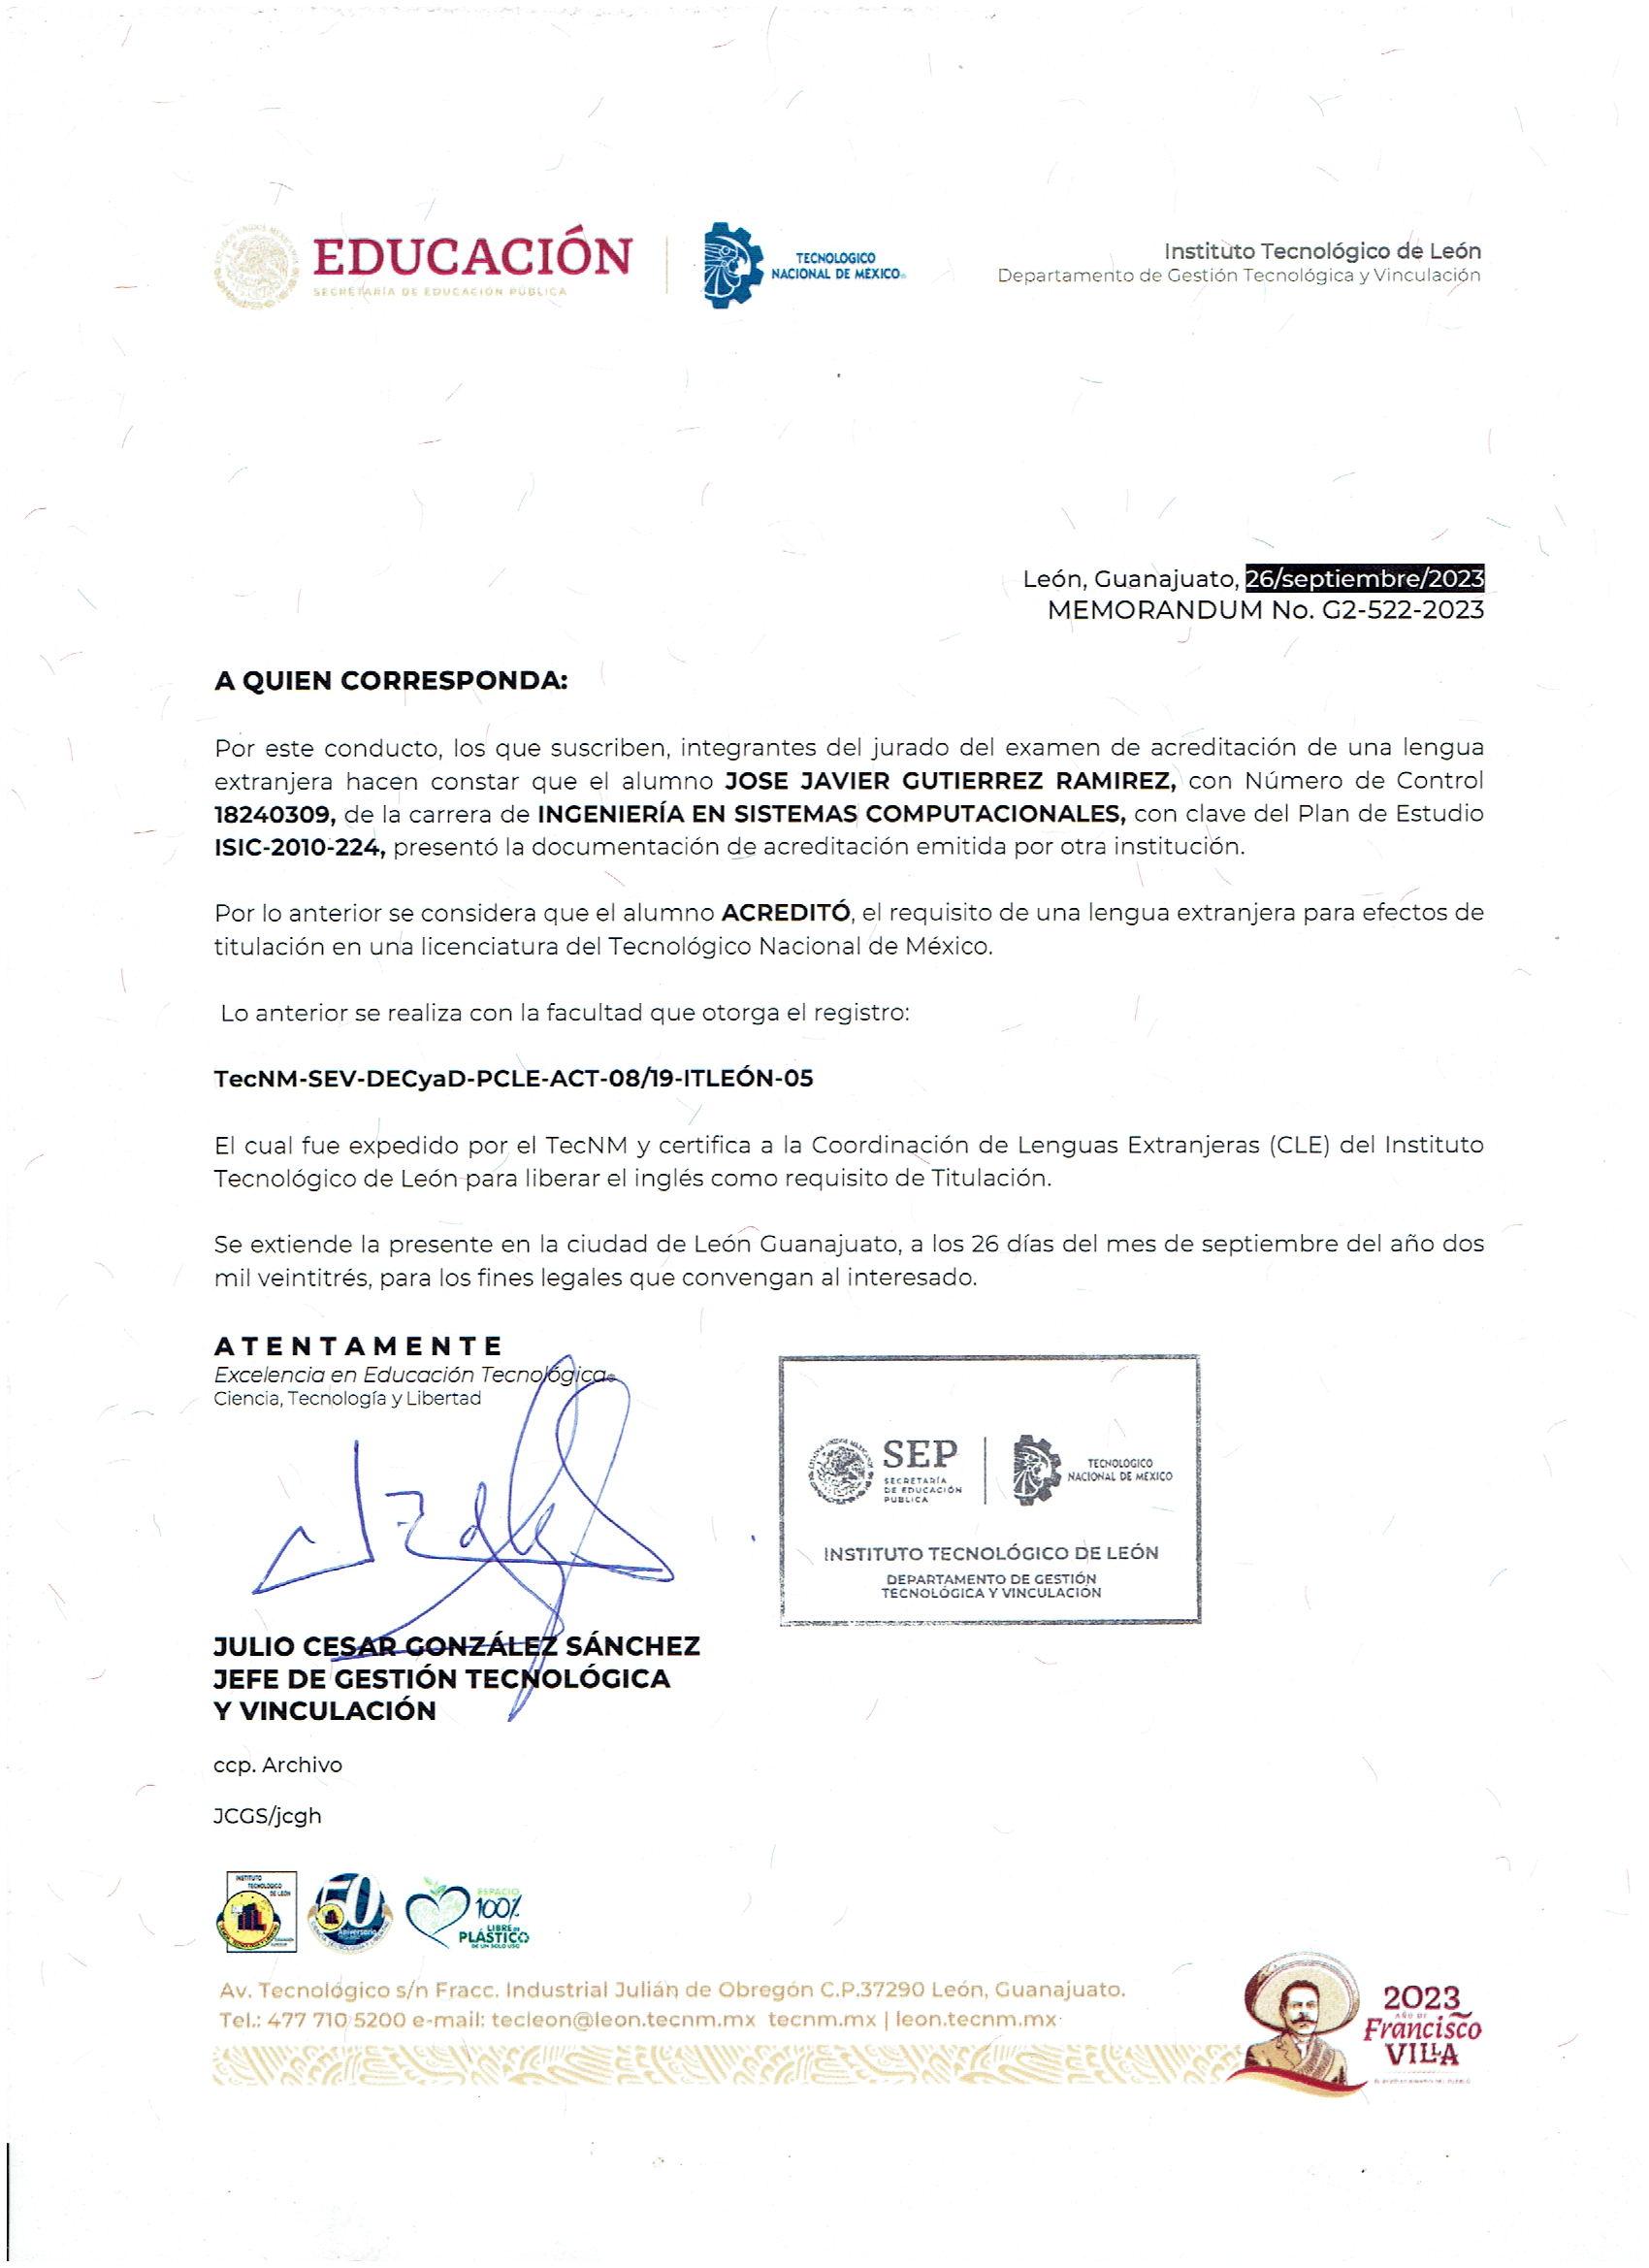 EDUCACIÓN
SECRETARÍA DE EDUCACIÓN PÚBLICA
TECNOLÓGICO
NACIONAL DE MÉXICO
Instituto Tecnológico de León
Departamento de Gestión Tecnológica y Vinculación
León, Guanajuato, 26/septiembre/2023
MEMORANDUM No. G2-522-2023
A QUIEN CORRESPONDA:
Por este conducto, los que suscriben, integrantes del jurado del examen de acreditación de una lengua
extranjera hacen constar que el alumno JOSE JAVIER GUTIERREZ RAMIREZ, con Número de Control
18240309, de la carrera de INGENIERÍA EN SISTEMAS COMPUTACIONALES, con clave del Plan de Estudio
ISIC-2010-224, presentó la documentación de acreditación emitida por otra institución.
Por lo anterior se considera que el alumno ACREDITÓ, el requisito de una lengua extranjera para efectos de
titulación en una licenciatura del Tecnológico Nacional de México.
Lo anterior se realiza con la facultad que otorga el registro:
TecNM-SEV-DECyaD-PCLE-ACT-08/19-ITLEÓN-05
El cual fue expedido por el TecNM y certifica a la Coordinación de Lenguas Extranjeras (CLE) del Instituto
Tecnológico de León para liberar el inglés como requisito de Titulación.
Se extiende la presente en la ciudad de León Guanajuato, a los 26 días del mes de septiembre del año dos
mil veintitrés, para los fines legales que convengan al interesado.
A T E N T A M E N T E
Excelencia en Educación Tecnológica®
Ciencia, Tecnología y Libertad
SEP
SECRETARÍA
DE EDUCACIÓN
PÚBLICA
TECNOLÓGICO
NACIONAL DE MÉXICO
INSTITUTO TECNOLÓGICO DE LEÓN
DEPARTAMENTO DE GESTIÓN
TECNOLÓGICA Y VINCULACIÓN
JULIO CESAR GONZÁLEZ SÁNCHEZ
JEFE DE GESTIÓN TECNOLÓGICA
Y VINCULACIÓN
ccp. Archivo
JCGS/jcgh
INSTITUTO
TECNOLOGICO
DE LEON
50
Aniversario
ESPACIO
100%
LIBRE DE
PLÁSTICO
DE UN SOLO USO
Av. Tecnológico s/n Fracc. Industrial Julián de Obregón C.P.37290 León, Guanajuato.
Tel.: 477 710 5200 e-mail: tecleon@leon.tecnm.mx tecnm.mx | leon.tecnm.mx
2023
AÑO DE
Francisco
VILLA